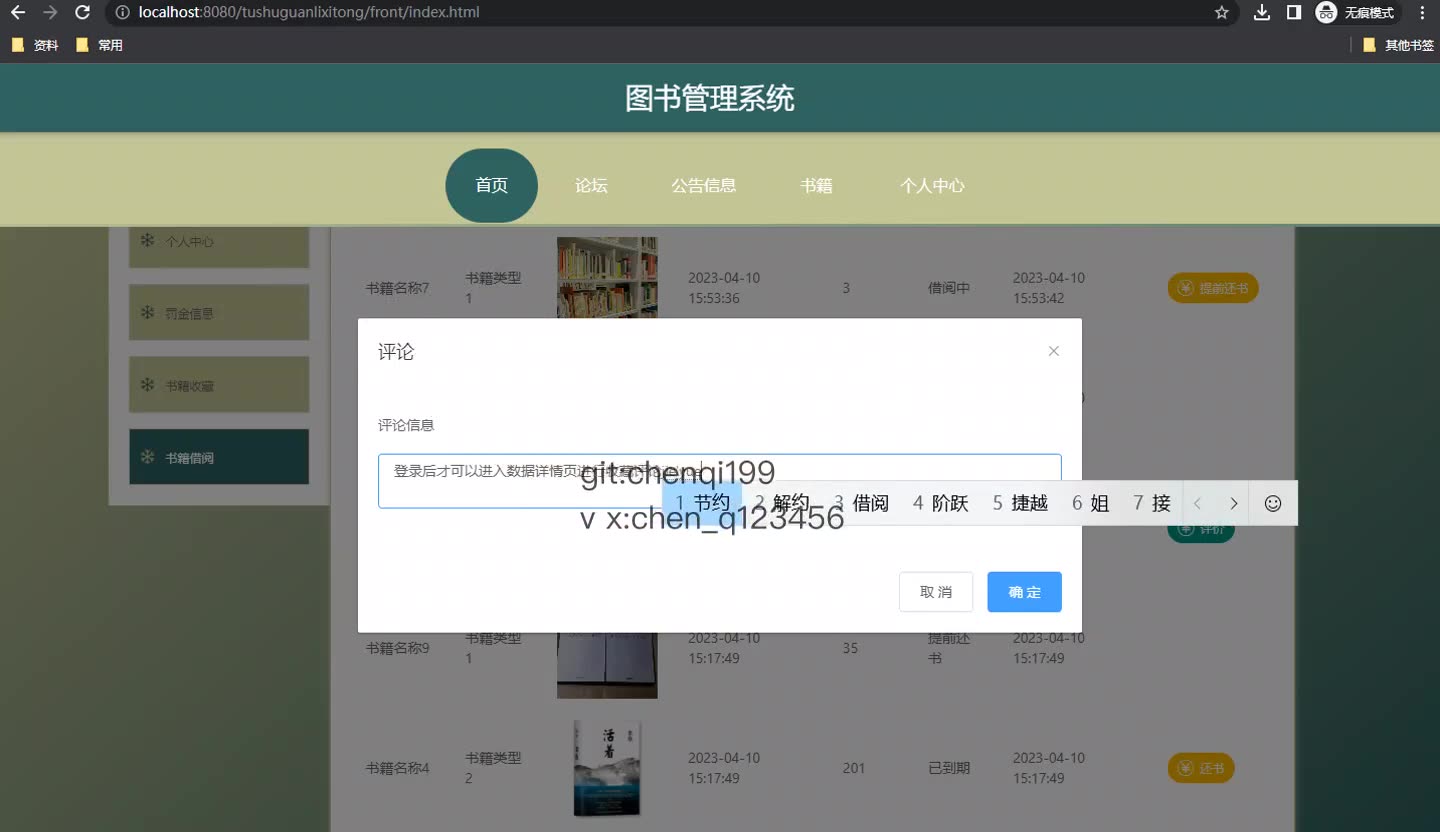 localhost:8080/tushuguanlixitong/front/index.html
无痕模式
资料
常用
其他书签
图书管理系统
首页
论坛
公告信息
书籍
个人中心
个人中心
罚金信息
书籍收藏
书籍借阅
书籍名称7
书籍类型
1
2023-04-10
15:53:36
3
借阅中
2023-04-10
15:53:42
提前还书
评论
评论信息
登录后才可以进入数据详情页进行收藏评论
git:chenqi199
1 节约
2 解约
3 借阅
4 阶跃
5 捷越
6 姐
7 接
v x:chen_q123456
评价
取消
确定
书籍名称9
书籍类型
1
2023-04-10
15:17:49
35
提前还
书
2023-04-10
15:17:49
活着
书籍名称4
书籍类型
2
2023-04-10
15:17:49
201
已到期
2023-04-10
15:17:49
还书